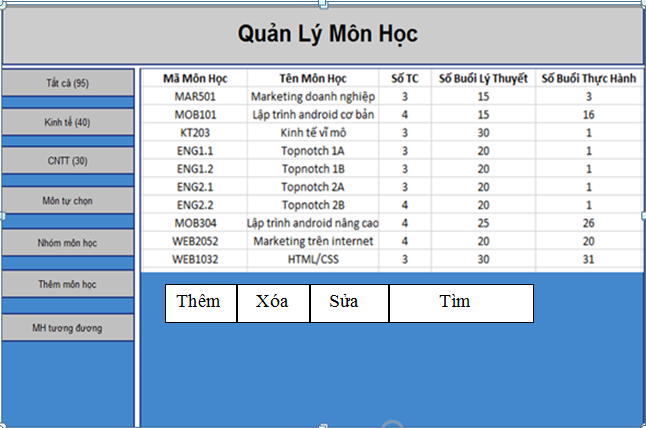 Quản Lý Môn Học
Tất cả (95)
Kinh tế (40)
CNTT (30)
Môn tự chọn
Nhóm môn học
Thêm môn học
MH tương đương
Mã Môn Học Tên Môn Học Số TC Số Buổi Lý Thuyết Số Buổi Thực Hành
MAR501 Marketing doanh nghiệp 3 15 3
MOB101 Lập trình android cơ bản 4 15 16
KT203 Kinh tế vĩ mô 3 30 1
ENG1.1 Topnotch 1A 3 20 1
ENG1.2 Topnotch 1B 3 20 1
ENG2.1 Topnotch 2A 3 20 1
ENG2.2 Topnotch 2B 4 20 1
MOB304 Lập trình android nâng cao 4 25 26
WEB2052 Marketing trên internet 4 20 20
WEB1032 HTML/CSS 3 30 31
Thêm Xóa Sửa Tìm